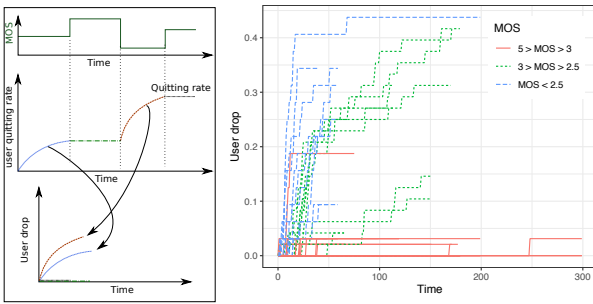 MOS
Time
user quitting rate
Quitting rate
Time
User drop
Time
User drop
0.4
0.3
0.2
0.1
0.0
0
100
200
300
Time
MOS
5 > MOS > 3
3 > MOS > 2.5
MOS < 2.5